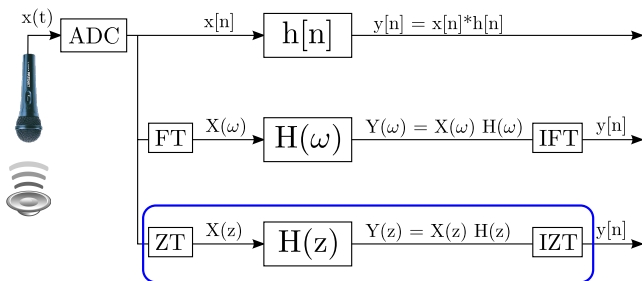 x(t)
ADC
x[n]
h[n]
y[n] = x[n]*h[n]
FT
X(ω)
H(ω)
Y(ω) = X(ω) H(ω)
IFT
y[n]
ZT
X(z)
H(z)
Y(z) = X(z) H(z)
IZT
y[n]